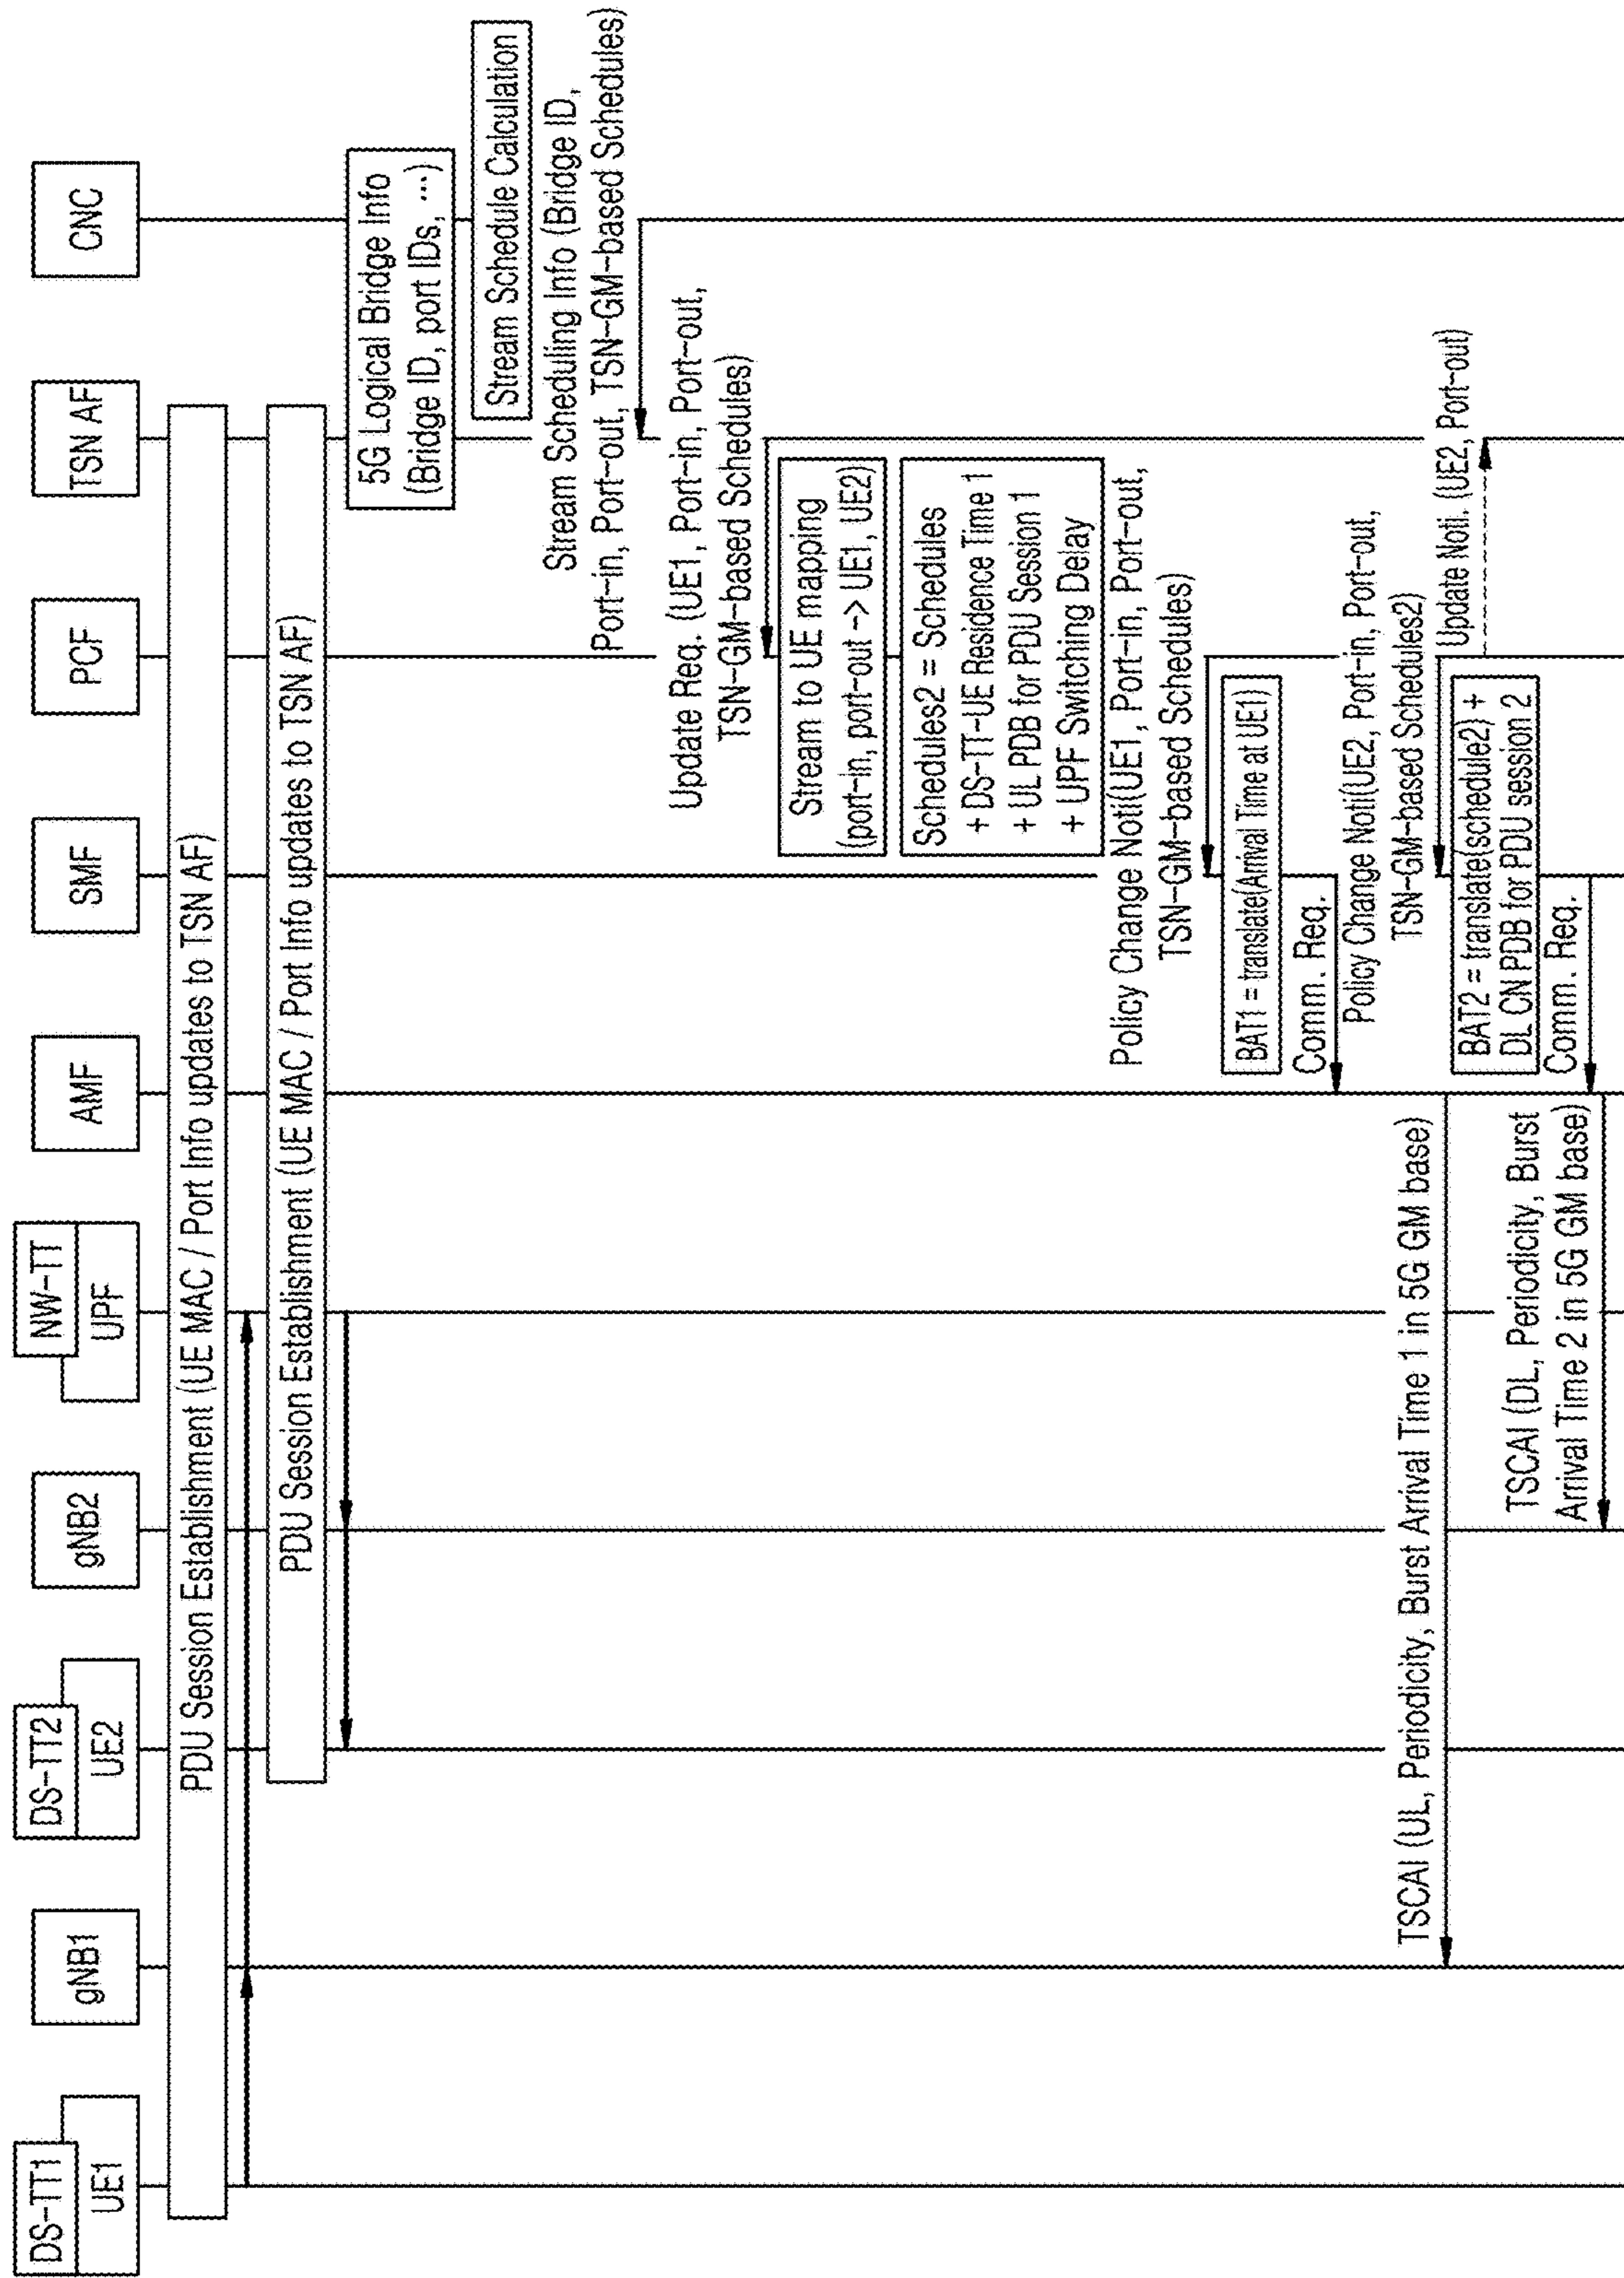 DS-TT1
UE1
gNB1
DS-TT2
UE2
gNB2
NW-TT
UPF
AMF
SMF
PCF
TSN AF
CNC
PDU Session Establishment (UE MAC / Port Info updates to TSN AF)
PDU Session Establishment (UE MAC / Port Info updates to TSN AF)
5G Logical Bridge Info
(Bridge ID, port IDs, ···)
Stream Schedule Calculation
Stream Scheduling Info (Bridge ID,
Port-in, Port-out, TSN-GM-based Schedules)
Update Req. (UE1, Port-in, Port-out,
TSN-GM-based Schedules)
Stream to UE mapping
(port-in, port-out -> UE1, UE2)
Schedules2 = Schedules
+ DS-TT-UE Residence Time 1
+ UL PDB for PDU Session 1
+ UPF Switching Delay
Policy Change Noti(UE1, Port-in, Port-out,
TSN-GM-based Schedules)
BAT1 = translate(Arrival Time at UE1)
Comm. Req.
Policy Change Noti(UE2, Port-in, Port-out,
TSN-GM-based Schedules2)
TSCAI (UL, Periodicity, Burst Arrival Time 1 in 5G GM base)
Update Noti. (UE2, Port-out)
BAT2 = translate(schedule2) +
DL CN PDB for PDU session 2
Comm. Req.
TSCAI (DL, Periodicity, Burst
Arrival Time 2 in 5G GM base)